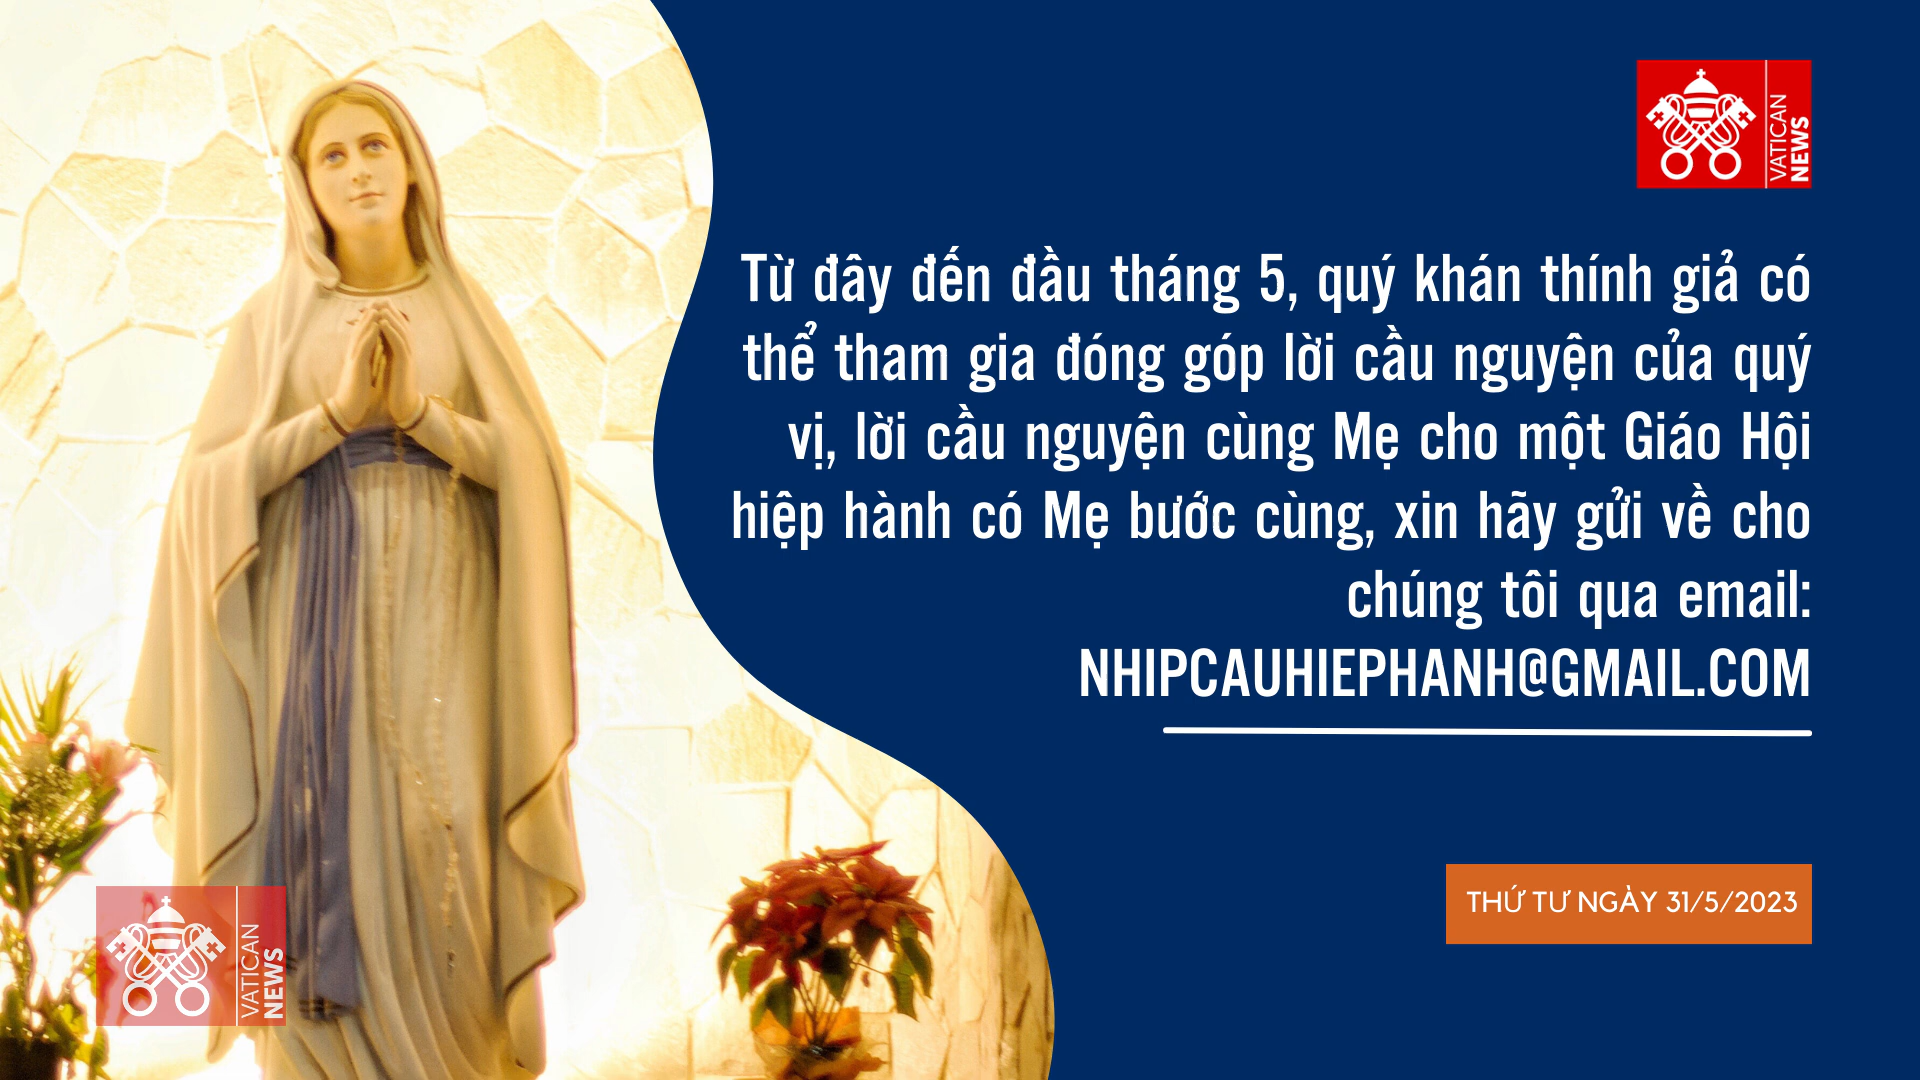 VATICAN
NEWS
Từ đây đến đầu tháng 5, quý khán thính giả có
thể tham gia đóng góp lời cầu nguyện của quý
vị, lời cầu nguyện cùng Mẹ cho một Giáo Hội
hiệp hành có Mẹ bước cùng, xin hãy gửi về cho
chúng tôi qua email:
NHIPCAUHIEPHANH@GMAIL.COM
THỨ TƯ NGÀY 31/5/2023
VATICAN
NEWS